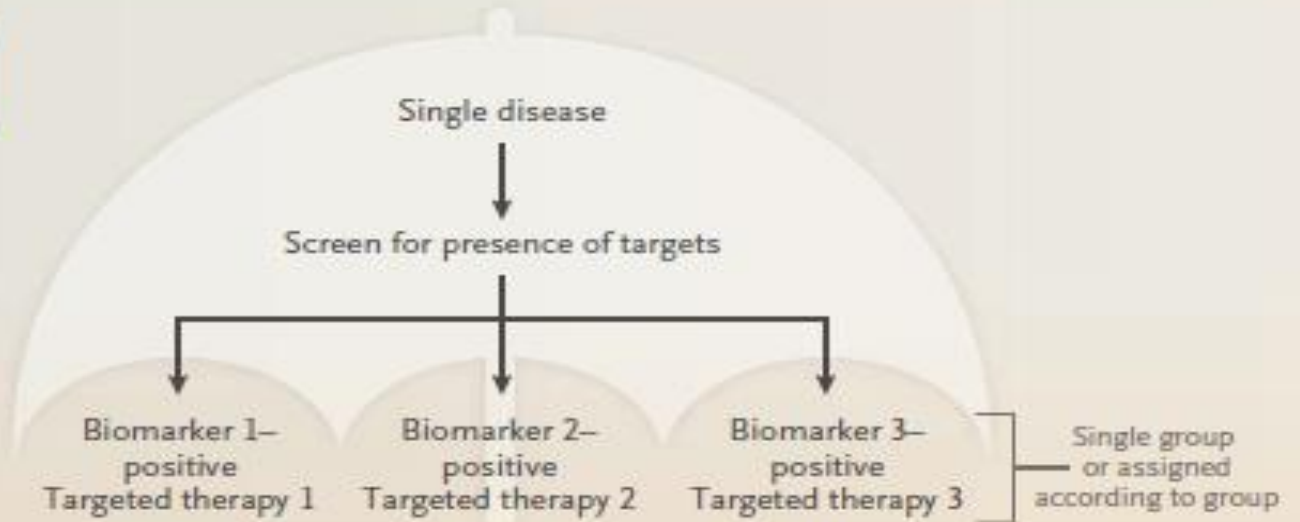 Single disease
Screen for presence of targets
Biomarker 1–
positive
Targeted therapy 1
Biomarker 2–
positive
Targeted therapy 2
Biomarker 3–
positive
Targeted therapy 3
Single group
or assigned
according to group